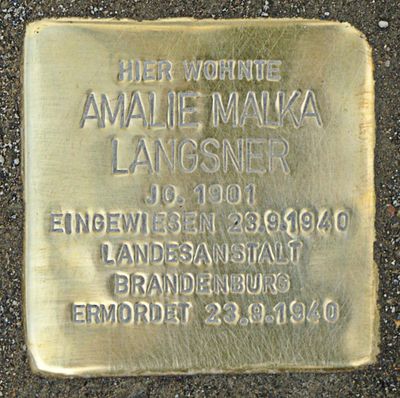 HIER WOHNTE
AMALIE MALKA
LANGSNER
JG. 1901
EINGEWIESEN 23.9.1940
LANDESANSTALT
BRANDENBURG
ERMORDET 23.9.1940